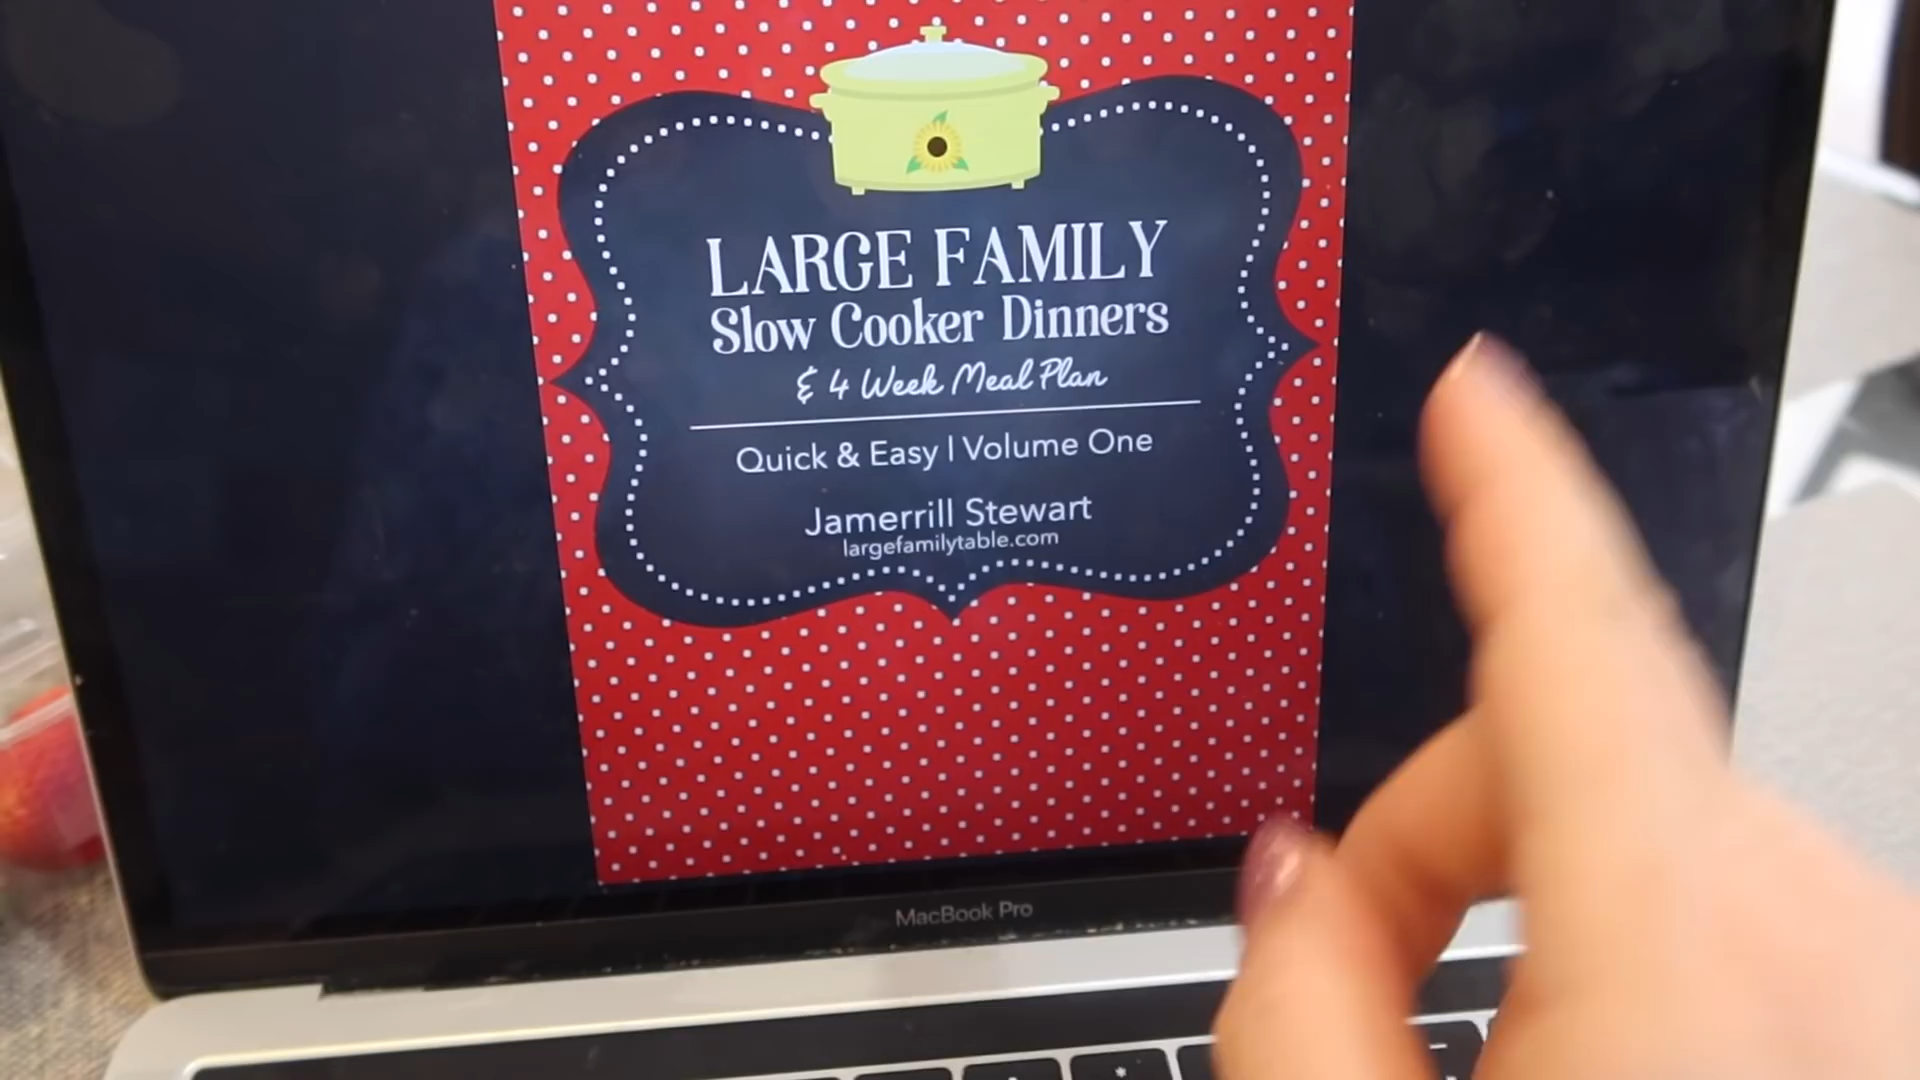 LARGE FAMILY
Slow Cooker Dinners
& 4 Week Meal Plan
Quick & Easy | Volume One
Jamerrill Stewart
largefamilytable.com
MacBook Pro